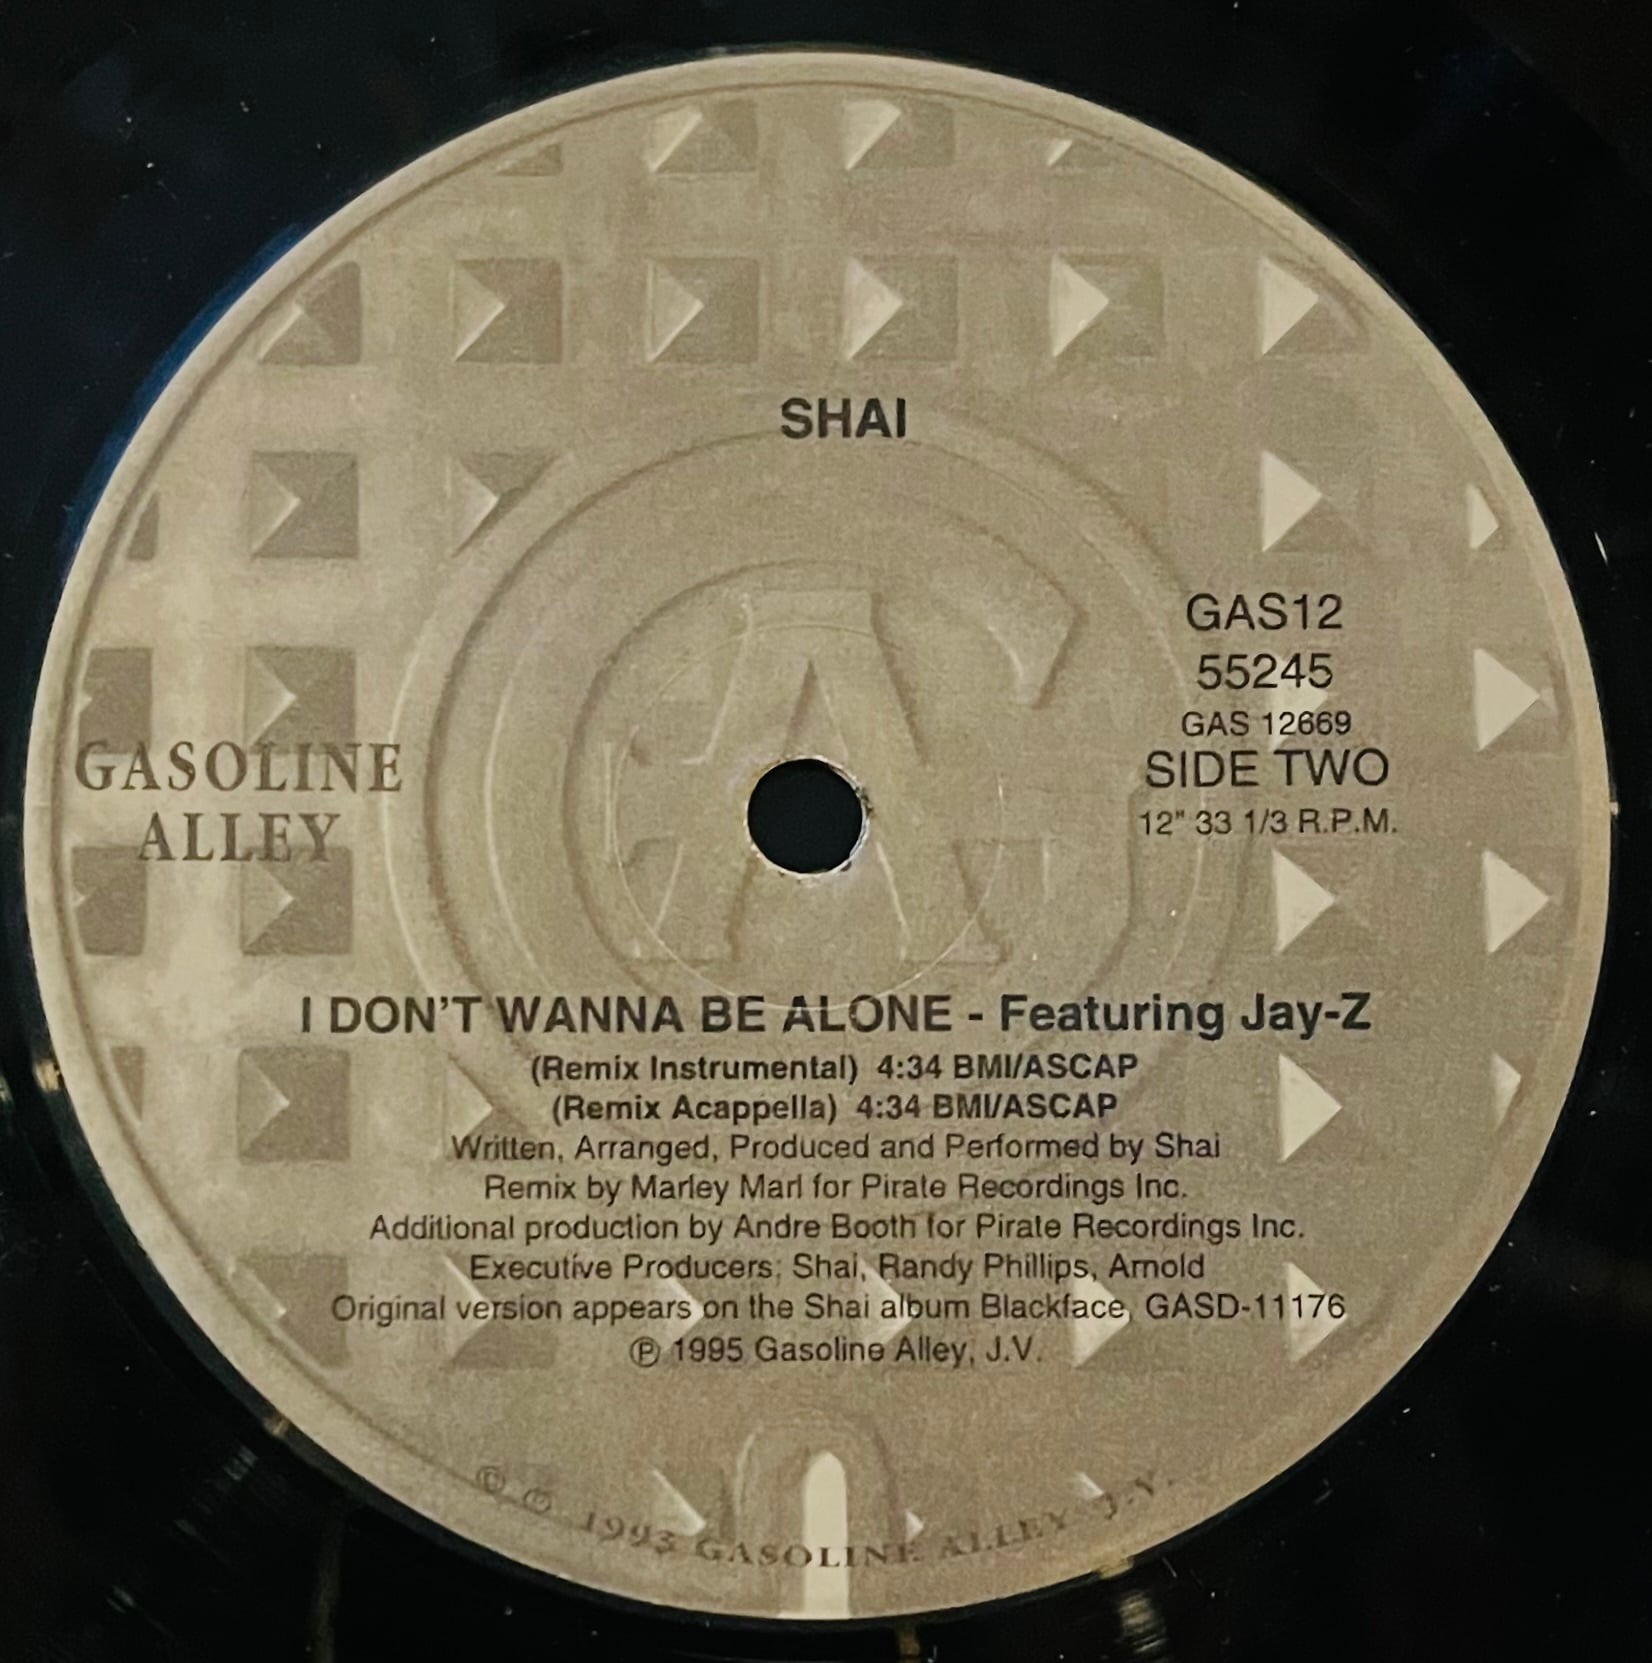 SHAI
GAS12
55245
GAS 12669
SIDE TWO
12" 33 1/3 R.P.M.
GASOLINE
ALLEY
I DON'T WANNA BE ALONE - Featuring Jay-Z
(Remix Instrumental) 4:34 BMI/ASCAP
(Remix Acappella) 4:34 BMI/ASCAP
Written, Arranged, Produced and Performed by Shai
Remix by Marley Marl for Pirate Recordings Inc.
Additional production by Andre Booth for Pirate Recordings Inc.
Executive Producers: Shai, Randy Phillips, Arnold
Original version appears on the Shai album Blackface, GASD-11176
℗ 1995 Gasoline Alley, J.V.
© ℗ 1993 GASOLINE ALLEY J.V.